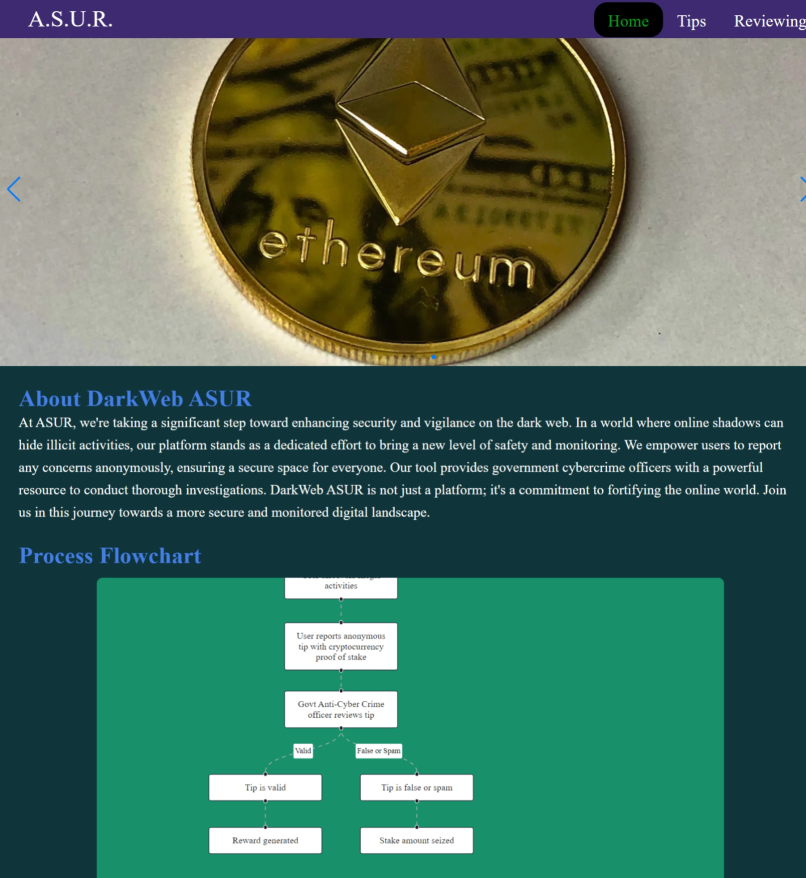 A.S.U.R.
Home
Tips
Reviewing
ethereum
About DarkWeb ASUR
At ASUR, we're taking a significant step toward enhancing security and vigilance on the dark web. In a world where online shadows can
hide illicit activities, our platform stands as a dedicated effort to bring a new level of safety and monitoring. We empower users to report
any concerns anonymously, ensuring a secure space for everyone. Our tool provides government cybercrime officers with a powerful
resource to conduct thorough investigations. DarkWeb ASUR is not just a platform; it's a commitment to fortifying the online world. Join
us in this journey towards a more secure and monitored digital landscape.
Process Flowchart
activities
User reports anonymous
tip with cryptocurrency
proof of stake
Govt Anti-Cyber Crime
officer reviews tip
Valid
False or Spam
Tip is valid
Tip is false or spam
Reward generated
Stake amount seized